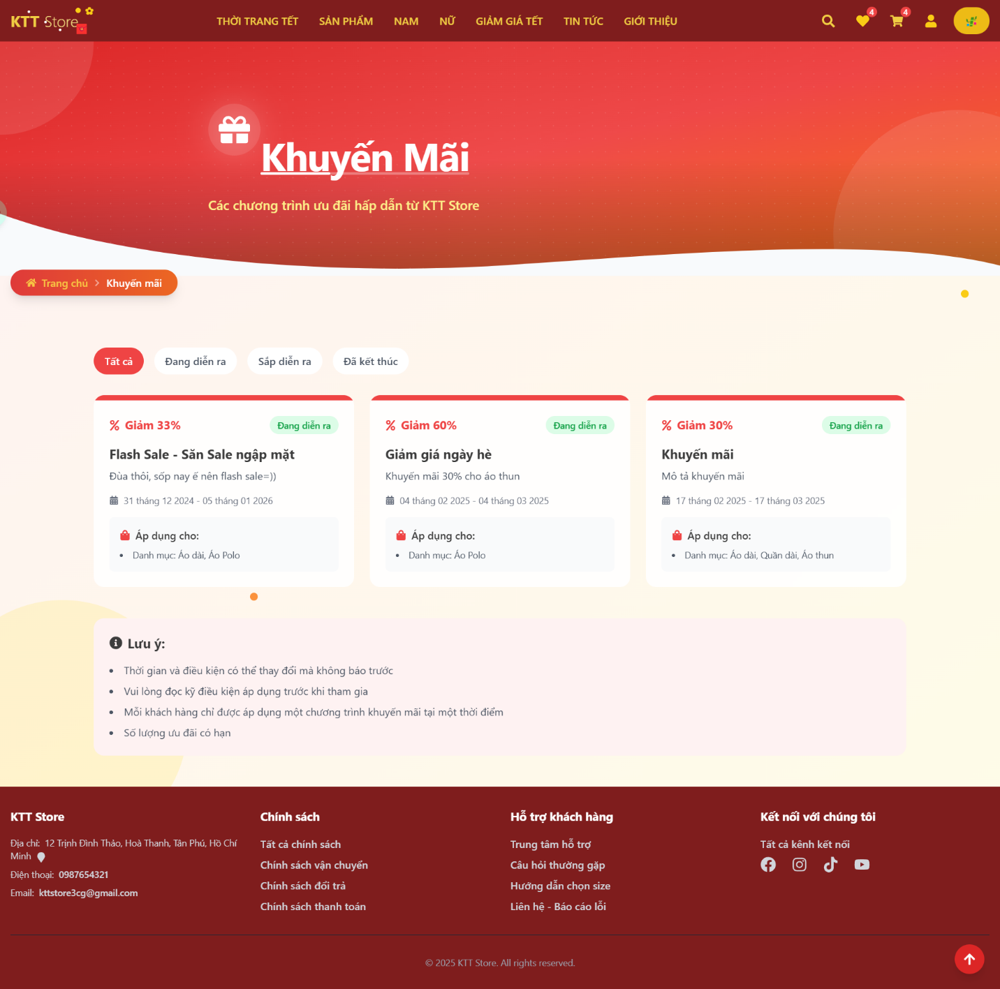 KTT Store
THỜI TRANG TẾT
SẢN PHẨM
NAM
NỮ
GIẢM GIÁ TẾT
TIN TỨC
GIỚI THIỆU
4
4
Khuyến Mãi
Các chương trình ưu đãi hấp dẫn từ KTT Store
Trang chủ
Khuyến mãi
Tất cả
Đang diễn ra
Sắp diễn ra
Đã kết thúc
Giảm 33%
Đang diễn ra
Flash Sale - Săn Sale ngập mặt
Đùa thôi, sốp nay ế nên flash sale=))
31 tháng 12 2024 - 05 tháng 01 2026
Áp dụng cho:
• Danh mục: Áo dài, Áo Polo
Giảm 60%
Đang diễn ra
Giảm giá ngày hè
Khuyến mãi 30% cho áo thun
04 tháng 02 2025 - 04 tháng 03 2025
Áp dụng cho:
• Danh mục: Áo Polo
Giảm 30%
Đang diễn ra
Khuyến mãi
Mô tả khuyến mãi
17 tháng 02 2025 - 17 tháng 03 2025
Áp dụng cho:
• Danh mục: Áo dài, Quần dài, Áo thun
Lưu ý:
• Thời gian và điều kiện có thể thay đổi mà không báo trước
• Vui lòng đọc kỹ điều kiện áp dụng trước khi tham gia
• Mỗi khách hàng chỉ được áp dụng một chương trình khuyến mãi tại một thời điểm
• Số lượng ưu đãi có hạn
KTT Store
Địa chỉ: 12 Trịnh Đình Thảo, Hoà Thanh, Tân Phú, Hồ Chí
Minh
Điện thoại: 0987654321
Email: kttstore3cg@gmail.com
Chính sách
Tất cả chính sách
Chính sách vận chuyển
Chính sách đổi trả
Chính sách thanh toán
Hỗ trợ khách hàng
Trung tâm hỗ trợ
Câu hỏi thường gặp
Hướng dẫn chọn size
Liên hệ - Báo cáo lỗi
Kết nối với chúng tôi
Tất cả kênh kết nối
© 2025 KTT Store. All rights reserved.